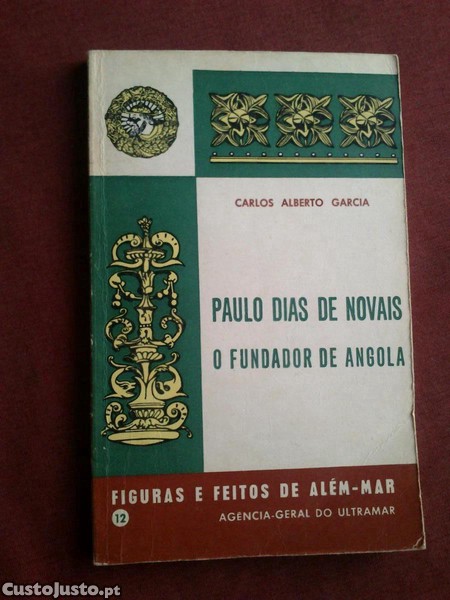 CARLOS ALBERTO GARCIA
PAULO DIAS DE NOVAIS
O FUNDADOR DE ANGOLA
FIGURAS E FEITOS DE ALÉM-MAR
12
AGÊNCIA-GERAL DO ULTRAMAR
CustoJusto.pt